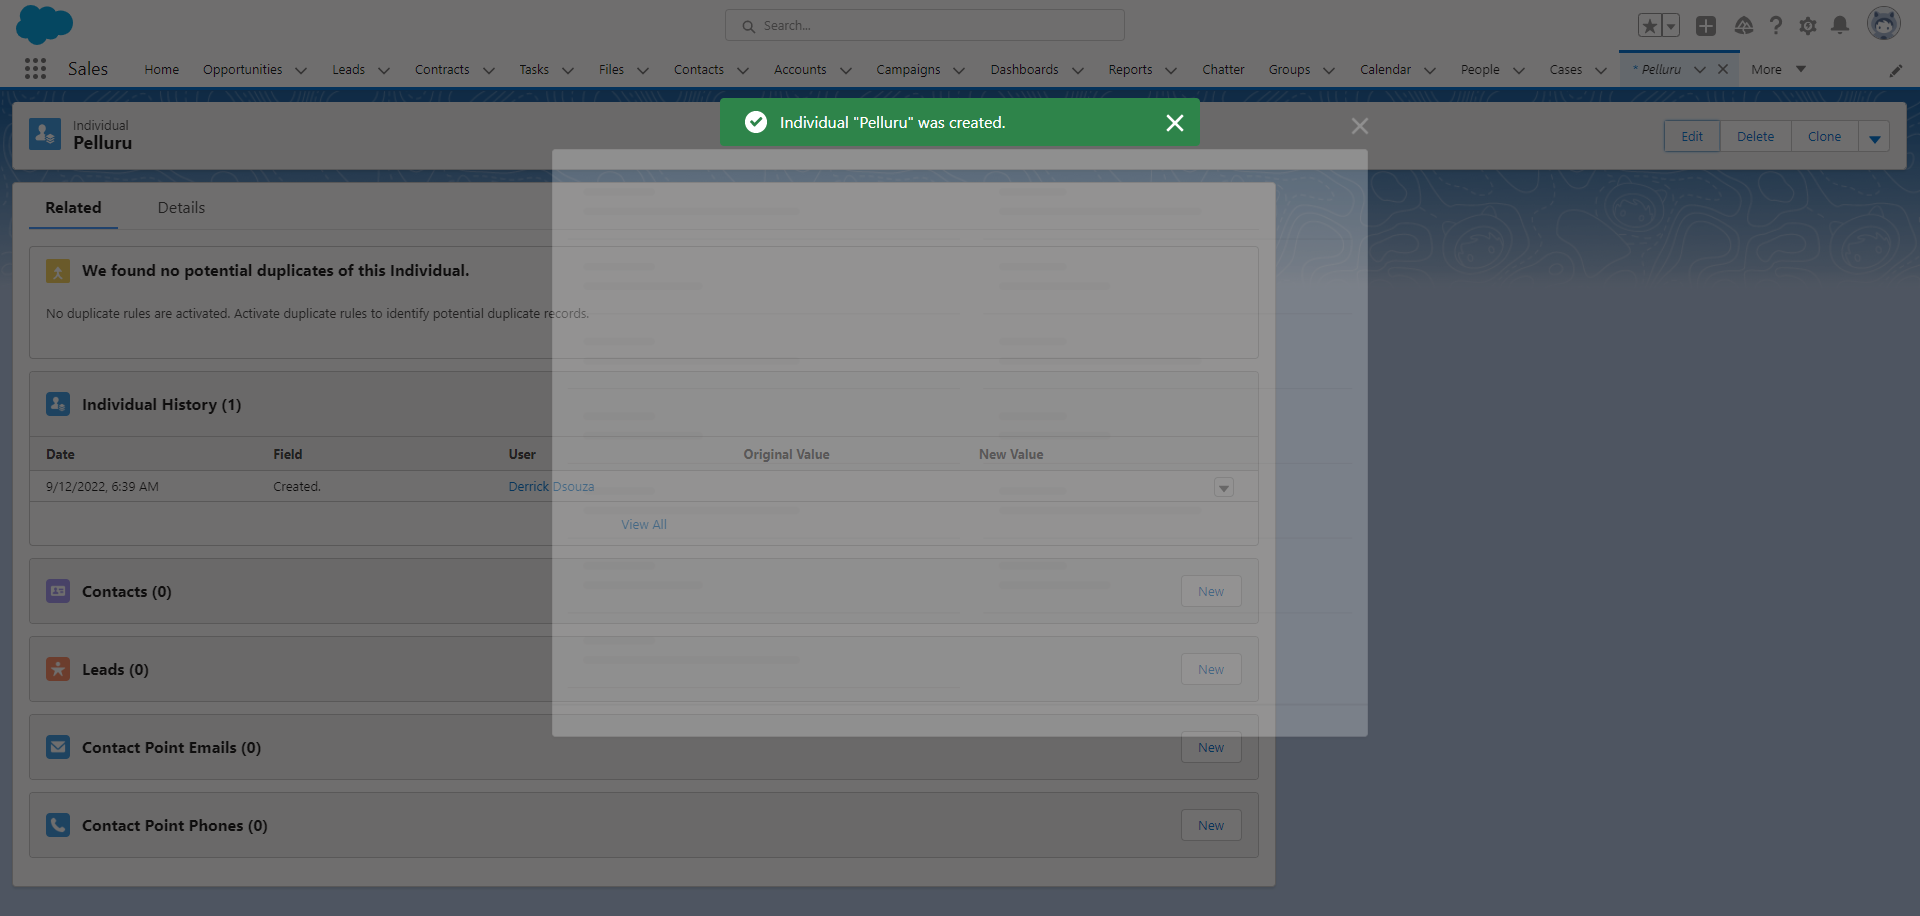 Search...
Sales
Home
Opportunities
Leads
Contracts
Tasks
Files
Contacts
Accounts
Campaigns
Dashboards
Reports
Chatter
Groups
Calendar
People
Cases
* Pelluru
More
Individual "Pelluru" was created.
Individual
Pelluru
Edit
Delete
Clone
Related
Details
We found no potential duplicates of this Individual.
No duplicate rules are activated. Activate duplicate rules to identify potential duplicate records.
Individual History (1)
Date
Field
User
Original Value
New Value
9/12/2022, 6:39 AM
Created.
Derrick Dsouza
View All
Contacts (0)
New
Leads (0)
New
Contact Point Emails (0)
New
Contact Point Phones (0)
New